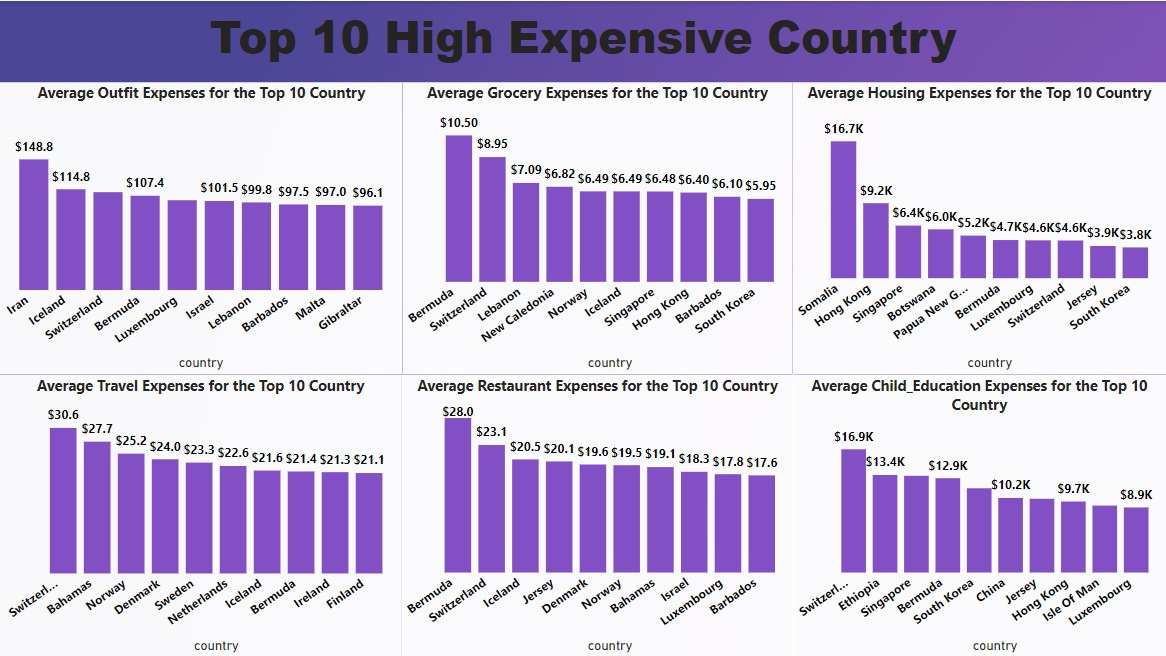 Top 10 High Expensive Country
Average Outfit Expenses for the Top 10 Country
$148.8
$114.8
$107.4
$101.5 $99.8 $97.5 $97.0 $96.1
Iran
Iceland
Switzerland
Bermuda
Luxembourg
Israel
Lebanon
Barbados
Malta
Gibraltar
country
Average Grocery Expenses for the Top 10 Country
$10.50
$8.95
$7.09 $6.82 $6.49 $6.49 $6.48 $6.40 $6.10 $5.95
Bermuda
Switzerland
Lebanon
New Caledonia
Norway
Iceland
Singapore
Hong Kong
Barbados
South Korea
country
Average Housing Expenses for the Top 10 Country
$16.7K
$9.2K
$6.4K $6.0K $5.2K $4.7K $4.6K $4.6K $3.9K $3.8K
Somalia
Hong Kong
Singapore
Botswana
Papua New G...
Bermuda
Luxembourg
Switzerland
Jersey
South Korea
country
Average Travel Expenses for the Top 10 Country
$30.6
$27.7
$25.2 $24.0 $23.3 $22.6 $21.6 $21.4 $21.3 $21.1
Switzerl...
Bahamas
Norway
Denmark
Sweden
Netherlands
Iceland
Bermuda
Ireland
Finland
country
Average Restaurant Expenses for the Top 10 Country
$28.0
$23.1
$20.5 $20.1 $19.6 $19.5 $19.1 $18.3 $17.8 $17.6
Bermuda
Switzerland
Iceland
Jersey
Denmark
Norway
Bahamas
Israel
Luxembourg
Barbados
country
Average Child_Education Expenses for the Top 10
Country
$16.9K
$13.4K
$12.9K
$10.2K
$9.7K
$8.9K
Switzerl...
Ethiopia
Singapore
Bermuda
South Korea
China
Jersey
Hong Kong
Isle Of Man
Luxembourg
country